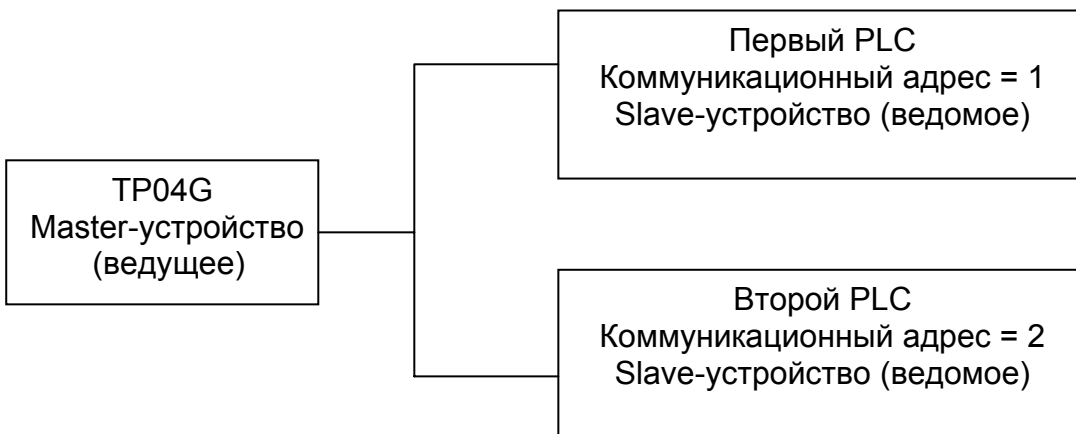 Первый PLC
Коммуникационный адрес = 1
Slave-устройство (ведомое)
TP04G
Master-устройство
(ведущее)
Второй PLC
Коммуникационный адрес = 2
Slave-устройство (ведомое)